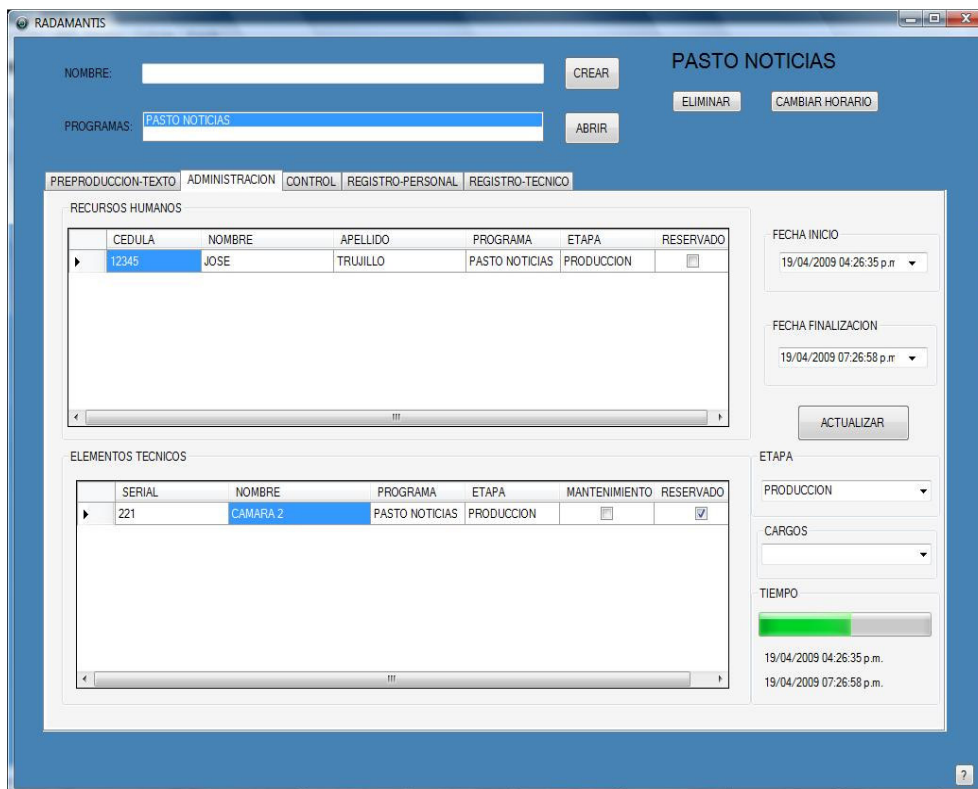 RADAMANTIS
NOMBRE:
CREAR
PASTO NOTICIAS
ELIMINAR
CAMBIAR HORARIO
PROGRAMAS:
PASTO NOTICIAS
ABRIR
PREPRODUCCION-TEXTO ADMINISTRACION CONTROL REGISTRO-PERSONAL REGISTRO-TECNICO
RECURSOS HUMANOS
CEDULA NOMBRE APELLIDO PROGRAMA ETAPA RESERVADO
12345 JOSE TRUJILLO PASTO NOTICIAS PRODUCCION
FECHA INICIO
19/04/2009 04:26:35 p.m
FECHA FINALIZACION
19/04/2009 07:26:58 p.m
ACTUALIZAR
ELEMENTOS TECNICOS
SERIAL NOMBRE PROGRAMA ETAPA MANTENIMIENTO RESERVADO
221 CAMARA 2 PASTO NOTICIAS PRODUCCION
ETAPA
PRODUCCION
CARGOS
TIEMPO
19/04/2009 04:26:35 p.m.
19/04/2009 07:26:58 p.m.
?